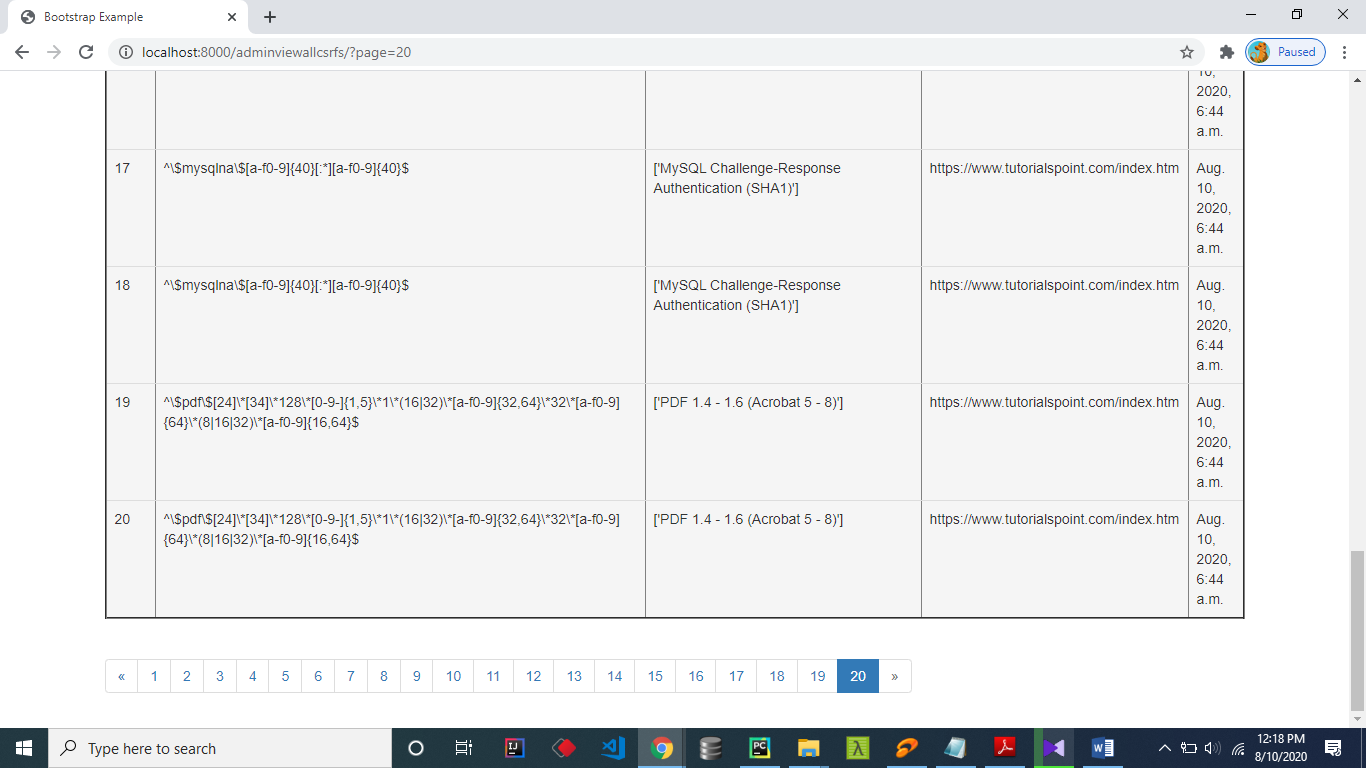 Bootstrap Example
localhost:8000/adminviewallcsrfs/?page=20
Paused
10,
2020,
6:44
a.m.
17
^\$mysqlna\$[a-f0-9]{40}[:*][a-f0-9]{40}$
['MySQL Challenge-Response
Authentication (SHA1)']
https://www.tutorialspoint.com/index.htm
Aug.
10,
2020,
6:44
a.m.
18
^\$mysqlna\$[a-f0-9]{40}[:*][a-f0-9]{40}$
['MySQL Challenge-Response
Authentication (SHA1)']
https://www.tutorialspoint.com/index.htm
Aug.
10,
2020,
6:44
a.m.
19
^\$pdf\$[24]\*[34]\*128\*[0-9-]{1,5}\*1\*(16|32)\*[a-f0-9]{32,64}\*32\*[a-f0-9]
{64}\*(8|16|32)\*[a-f0-9]{16,64}$
['PDF 1.4 - 1.6 (Acrobat 5 - 8)']
https://www.tutorialspoint.com/index.htm
Aug.
10,
2020,
6:44
a.m.
20
^\$pdf\$[24]\*[34]\*128\*[0-9-]{1,5}\*1\*(16|32)\*[a-f0-9]{32,64}\*32\*[a-f0-9]
{64}\*(8|16|32)\*[a-f0-9]{16,64}$
['PDF 1.4 - 1.6 (Acrobat 5 - 8)']
https://www.tutorialspoint.com/index.htm
Aug.
10,
2020,
6:44
a.m.
« 1 2 3 4 5 6 7 8 9 10 11 12 13 14 15 16 17 18 19 20 »
Type here to search
IJ
PC
λ
W
12:18 PM
8/10/2020